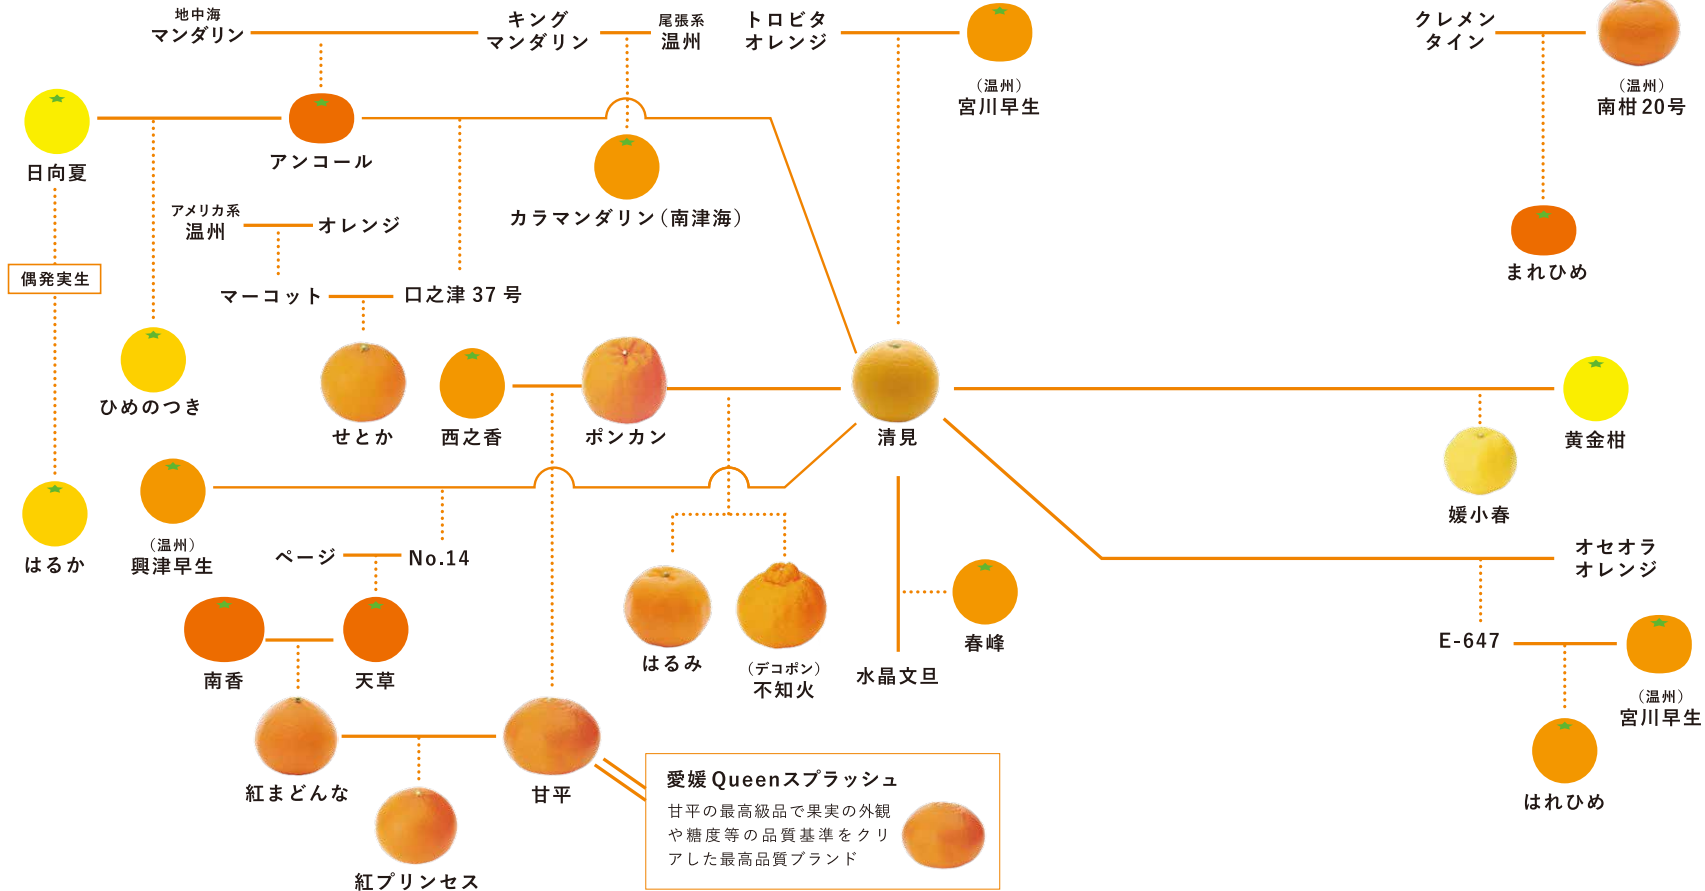 地中海
マンダリン
キング
マンダリン
尾張系
温州
トロビタ
オレンジ
(温州)
宮川早生
クレメン
タイン
(温州)
南柑20号
日向夏
アンコール
カラマンダリン(南津海)
アメリカ系
温州
オレンジ
まれひめ
偶発実生
マーコット
口之津 37 号
ひめのつき
せとか
西之香
ポンカン
清見
黄金柑
媛小春
はるか
(温州)
興津早生
ページ
No.14
オセオラ
オレンジ
南香
天草
はるみ
(デコポン)
不知火
水晶文旦
春峰
E-647
(温州)
宮川早生
紅まどんな
甘平
はれひめ
紅プリンセス
愛媛 Queenスプラッシュ
甘平の最高級品で果実の外観
や糖度等の品質基準をクリ
アした最高品質ブランド